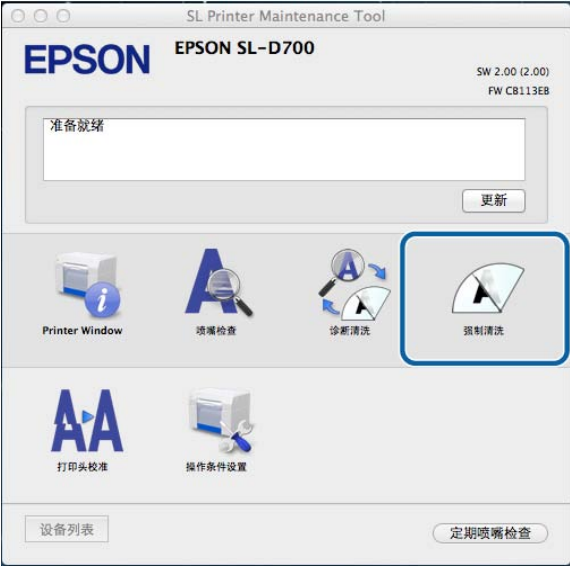 SL Printer Maintenance Tool
EPSON
EPSON SL-D700
SW 2.00 (2.00)
FW CB113EB
准备就绪
更新
Printer Window
喷嘴检查
诊断清洗
强制清洗
打印头校准
操作条件设置
设备列表
定期喷嘴检查